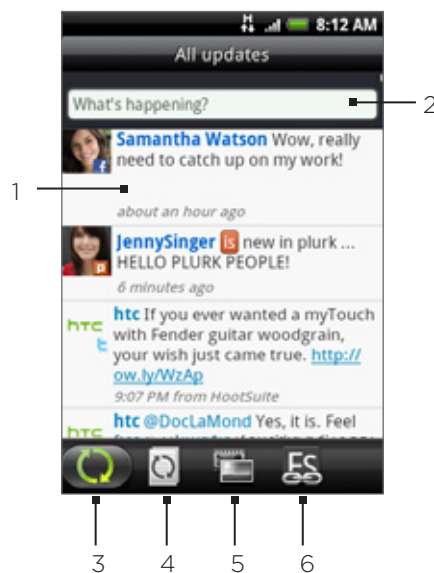 H 8:12 AM
All updates
What's happening?
2
Samantha Watson Wow, really
need to catch up on my work!
1
about an hour ago
JennySinger is new in plurk ...
HELLO PLURK PEOPLE!
6 minutes ago
htc If you ever wanted a myTouch
with Fender guitar woodgrain,
your wish just came true. http://
ow.ly/WzAp
9:07 PM from HootSuite
htc @DocLaMond Yes, it is. Feel
FS
3 4 5 6